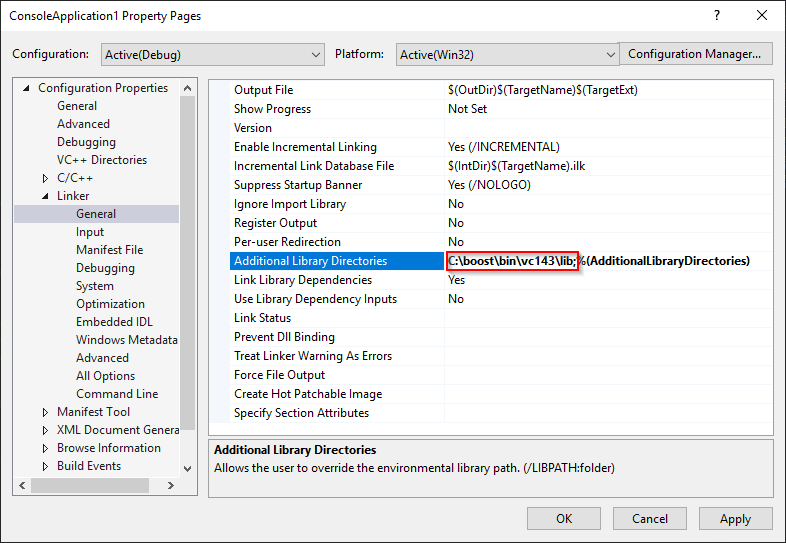 ConsoleApplication1 Property Pages
?
Configuration: Active(Debug) Platform: Active(Win32) Configuration Manager...
Configuration Properties
General
Advanced
Debugging
VC++ Directories
C/C++
Linker
General
Input
Manifest File
Debugging
System
Optimization
Embedded IDL
Windows Metadata
Advanced
All Options
Command Line
Manifest Tool
XML Document Genera
Browse Information
Build Events
Output File $(OutDir)$(TargetName)$(TargetExt)
Show Progress Not Set
Version
Enable Incremental Linking Yes (/INCREMENTAL)
Incremental Link Database File $(IntDir)$(TargetName).ilk
Suppress Startup Banner Yes (/NOLOGO)
Ignore Import Library No
Register Output No
Per-user Redirection No
Additional Library Directories C:\boost\bin\vc143\lib;%(AdditionalLibraryDirectories)
Link Library Dependencies Yes
Use Library Dependency Inputs No
Link Status
Prevent Dll Binding
Treat Linker Warning As Errors
Force File Output
Create Hot Patchable Image
Specify Section Attributes
Additional Library Directories
Allows the user to override the environmental library path. (/LIBPATH:folder)
OK Cancel Apply